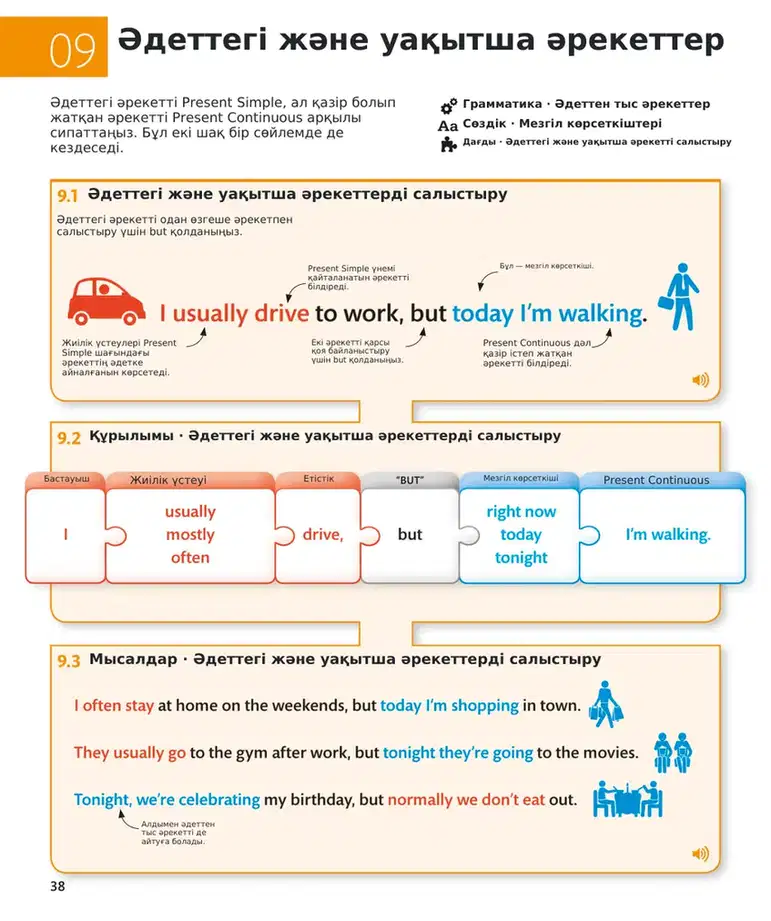 09
Әдеттегі және уақытша әрекеттер
Әдеттегі әрекетті Present Simple, ал қазір болып
жатқан әрекетті Present Continuous арқылы
сипаттаңыз. Бұл екі шақ бір сөйлемде де
кездеседі.
Грамматика · Әдеттен тыс әрекеттер
Aa Сөздік · Мезгіл көрсеткіштері
Дағды · Әдеттегі және уақытша әрекетті салыстыру
9.1 Әдеттегі және уақытша әрекеттерді салыстыру
Әдеттегі әрекетті одан өзгеше әрекетпен
салыстыру үшін but қолданыңыз.
Present Simple үнемі
қайталанатын әрекетті
білдіреді.
Бұл — мезгіл көрсеткіші.
I usually drive to work, but today I'm walking.
Жиілік үстеулері Present
Simple шағындағы
әрекеттің әдетке
айналғанын көрсетеді.
Екі әрекетті қарсы
қоя байланыстыру
үшін but қолданыңыз.
Present Continuous дәл
қазір істеп жатқан
әрекетті білдіреді.
9.2 Құрылымы · Әдеттегі және уақытша әрекеттерді салыстыру
Бастауыш Жиілік үстеуі Етістік "BUT" Мезгіл көрсеткіші Present Continuous
usually right now
I mostly drive, but today I'm walking.
often tonight
9.3 Мысалдар · Әдеттегі және уақытша әрекеттерді салыстыру
I often stay at home on the weekends, but today I'm shopping in town.
They usually go to the gym after work, but tonight they're going to the movies.
Tonight, we're celebrating my birthday, but normally we don't eat out.
Алдымен әдеттен
тыс әрекетті де
айтуға болады.
38